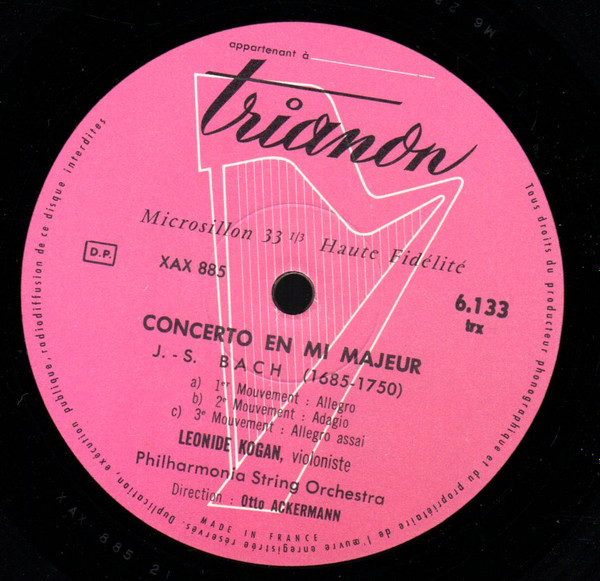 appartenant à
trianon
Microsillon 33 1/3 Haute Fidélité
D.P.
XAX 885
6.133
trx
CONCERTO EN MI MAJEUR
J.-S. BACH (1685-1750)
a) 1er Mouvement : Allegro
b) 2e Mouvement : Adagio
c) 3e Mouvement : Allegro assai
LEONIDE KOGAN, violoniste
Philharmonia String Orchestra
Direction : Otto ACKERMANN
MADE IN FRANCE
Tous droits du producteur phonographique et du propriétaire de l'œuvre enregistrée réservés. Duplication, exécution publique, radiodiffusion de ce disque interdites
XAX 885 21